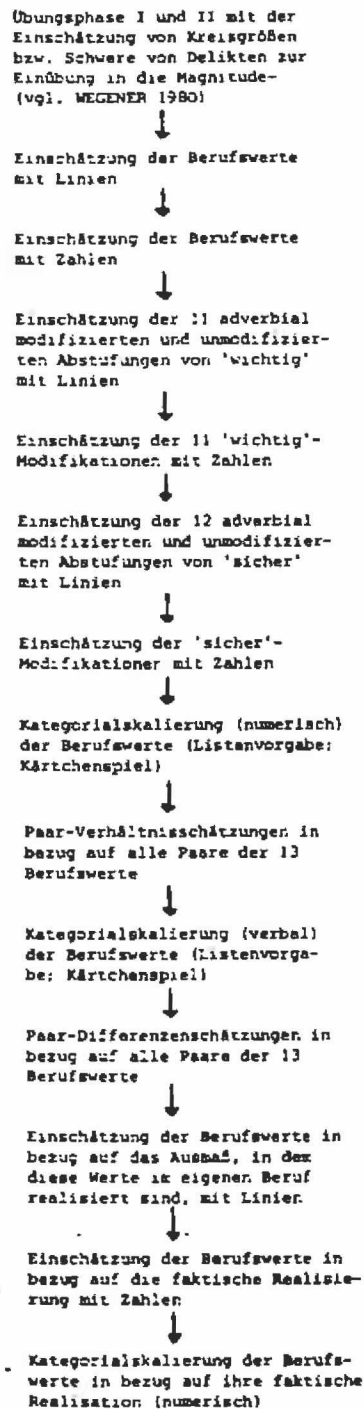 Übungsphase I und II mit der
Einschätzung von Kreisgrößen
bzw. Schwere von Delikten zur
Einübung in die Magnitude-
(vgl. WEGENER 1980)
Einschätzung der Berufswerte
mit Linien
Einschätzung der Berufswerte
mit Zahlen
Einschätzung der 11 adverbial
modifizierten und unmodifizier-
ten Abstufungen von 'wichtig'
mit Linien
Einschätzung der 11 'wichtig'-
Modifikationen mit Zahlen
Einschätzung der 12 adverbial
modifizierten und unmodifizier-
ten Abstufungen von 'sicher'
mit Linien
Einschätzung der 'sicher'-
Modifikationen mit Zahlen
Kategorialskalierung (numerisch)
der Berufswerte (Listenvorgabe;
Kärtchenspiel)
Paar-Verhältnisschätzungen in
bezug auf alle Paare der 13
Berufswerte
Kategorialskalierung (verbal)
der Berufswerte (Listenvorga-
be; Kärtchenspiel)
Paar-Differenzenschätzungen in
bezug auf alle Paare der 13
Berufswerte
Einschätzung der Berufswerte in
bezug auf das Ausmaß, in dem
diese Werte im eigenen Beruf
realisiert sind, mit Linien
Einschätzung der Berufswerte in
bezug auf die faktische Realisie-
rung mit Zahlen
Kategorialskalierung der Berufs-
werte in bezug auf ihre faktische
Realisation (numerisch)